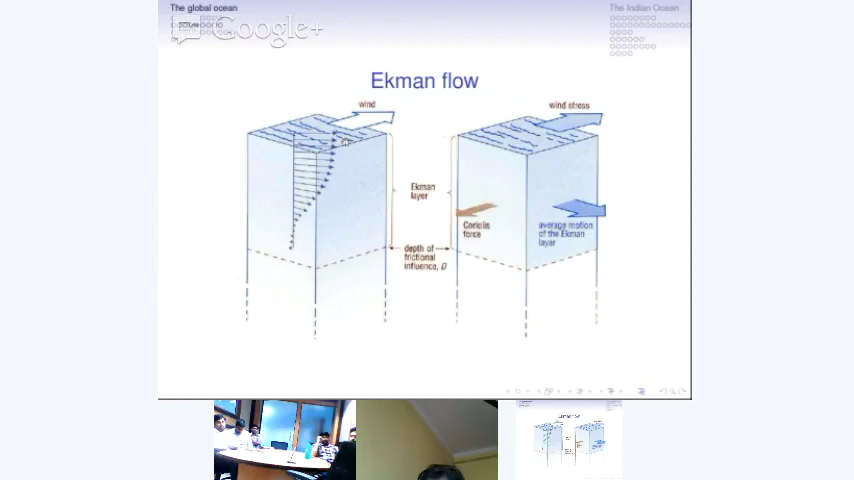 The global ocean
The Indian Ocean
Google+
Ekman flow
wind
wind stress
Ekman
layer
Coriolis
force
average motion
of the Ekman
layer
depth of
frictional
influence, D